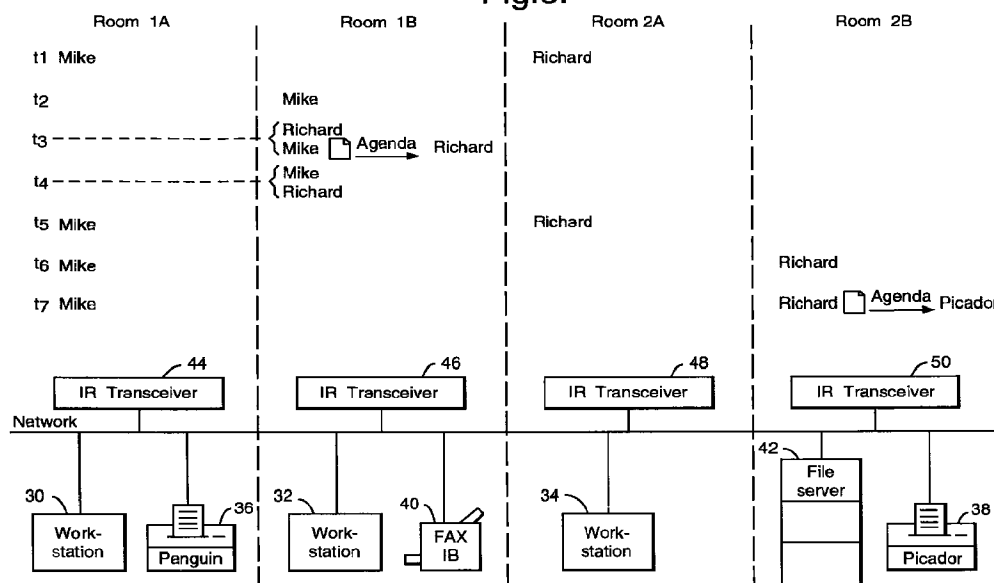 Room 1A Room 1B Room 2A Room 2B
t1 Mike Richard
t2 Mike
t3 Richard
Mike Agenda Richard
t4 Mike
Richard
t5 Mike Richard
t6 Mike Richard
t7 Mike Richard Agenda Picador
44 46 48 50
IR Transceiver IR Transceiver IR Transceiver IR Transceiver
Network
30 36 32 40 34 42 38
Work-
station
Penguin
Work-
station
FAX
IB
Work-
station
File
server
Picador